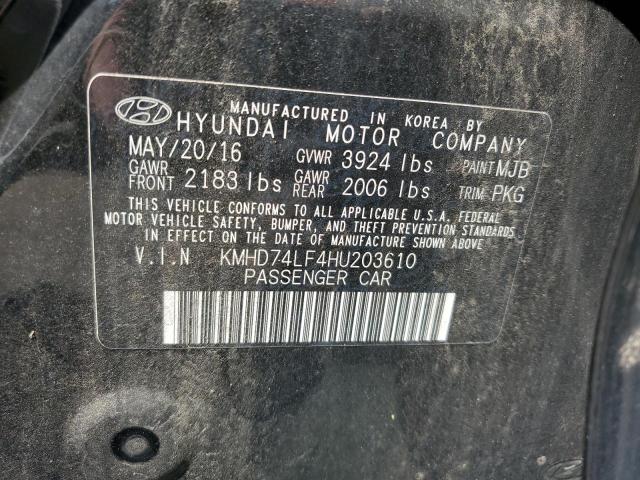 MANUFACTURED IN KOREA BY
HYUNDAI MOTOR COMPANY
MAY/20/16 GVWR 3924 lbs PAINT MJB
GAWR FRONT 2183 lbs GAWR REAR 2006 lbs TRIM PKG
THIS VEHICLE CONFORMS TO ALL APPLICABLE U.S.A. FEDERAL
MOTOR VEHICLE SAFETY, BUMPER, AND THEFT PREVENTION STANDARDS
IN EFFECT ON THE DATE OF MANUFACTURE SHOWN ABOVE
V.I.N KMHD74LF4HU203610
PASSENGER CAR